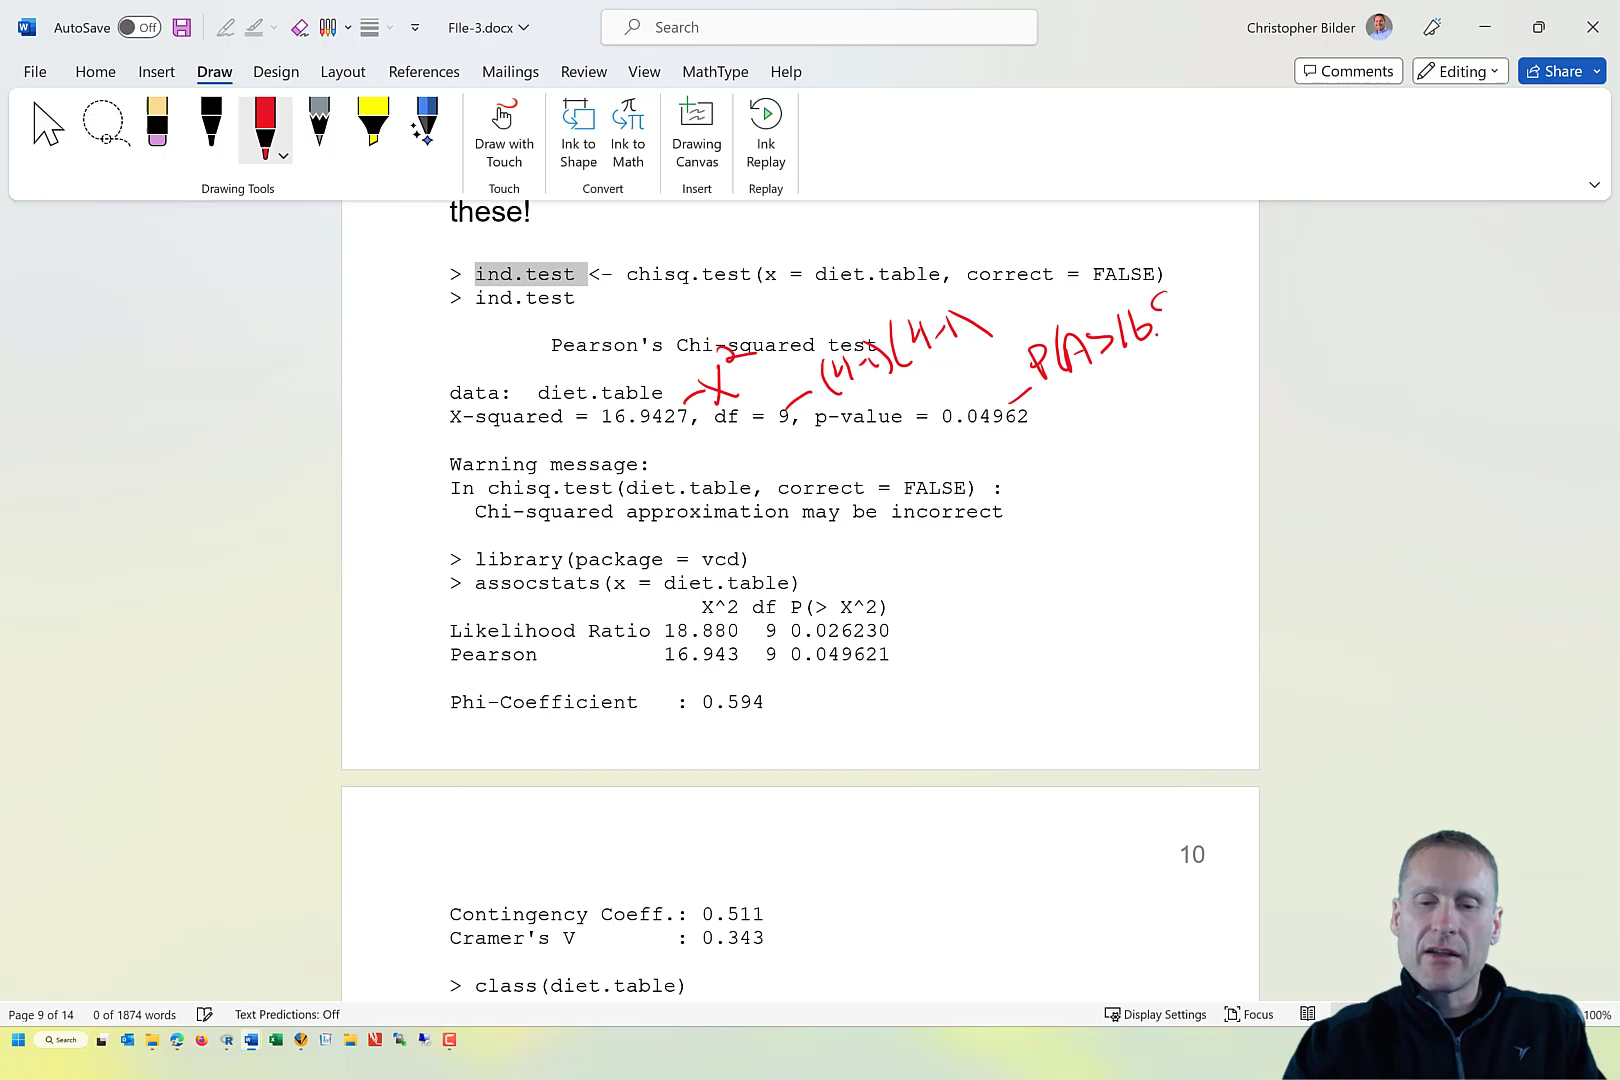 AutoSave Off FIle-3.docx Search Christopher Bilder
File Home Insert Draw Design Layout References Mailings Review View MathType Help Comments Editing Share
Draw with Touch Ink to Shape Ink to Math Drawing Canvas Ink Replay
Drawing Tools Touch Convert Insert Replay
these!
> ind.test <- chisq.test(x = diet.table, correct = FALSE)
> ind.test
Pearson's Chi-squared test
X² (4-1)(4-1) P(A>16.
data: diet.table
X-squared = 16.9427, df = 9, p-value = 0.04962
Warning message:
In chisq.test(diet.table, correct = FALSE) :
Chi-squared approximation may be incorrect
> library(package = vcd)
> assocstats(x = diet.table)
X^2 df P(> X^2)
Likelihood Ratio 18.880 9 0.026230
Pearson 16.943 9 0.049621
Phi-Coefficient : 0.594
10
Contingency Coeff.: 0.511
Cramer's V : 0.343
> class(diet.table)
Page 9 of 14 0 of 1874 words Text Predictions: Off Display Settings Focus 100%
Search